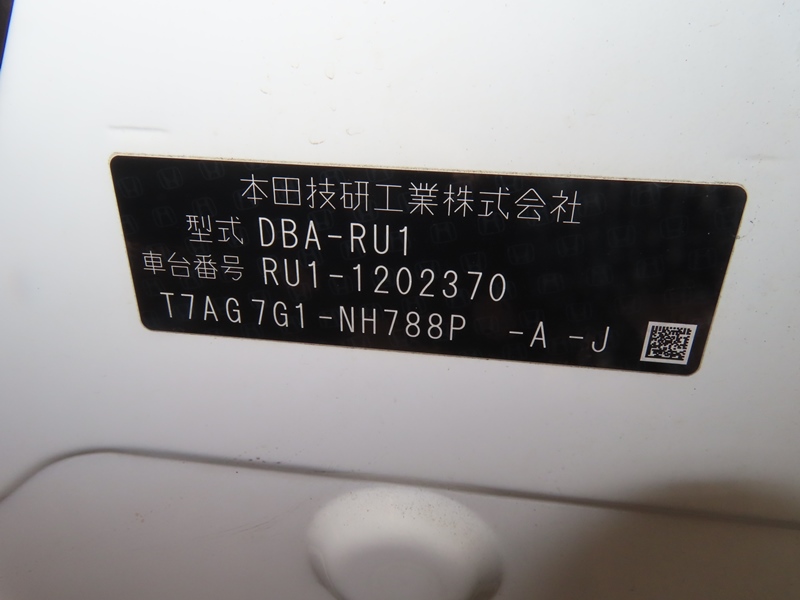 本田技研工業株式会社
型式 DBA-RU1
車台番号 RU1-1202370
T7AG7G1-NH788P -A -J